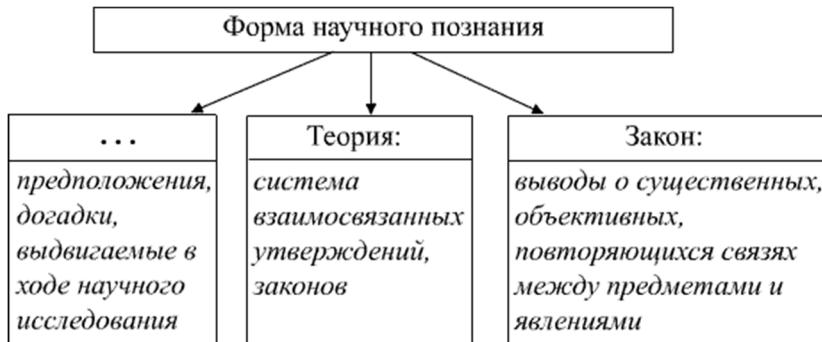 Форма научного познания
...
предположения,
догадки,
выдвигаемые в
ходе научного
исследования
Теория:
система
взаимосвязанных
утверждений,
законов
Закон:
выводы о существенных,
объективных,
повторяющихся связях
между предметами и
явлениями